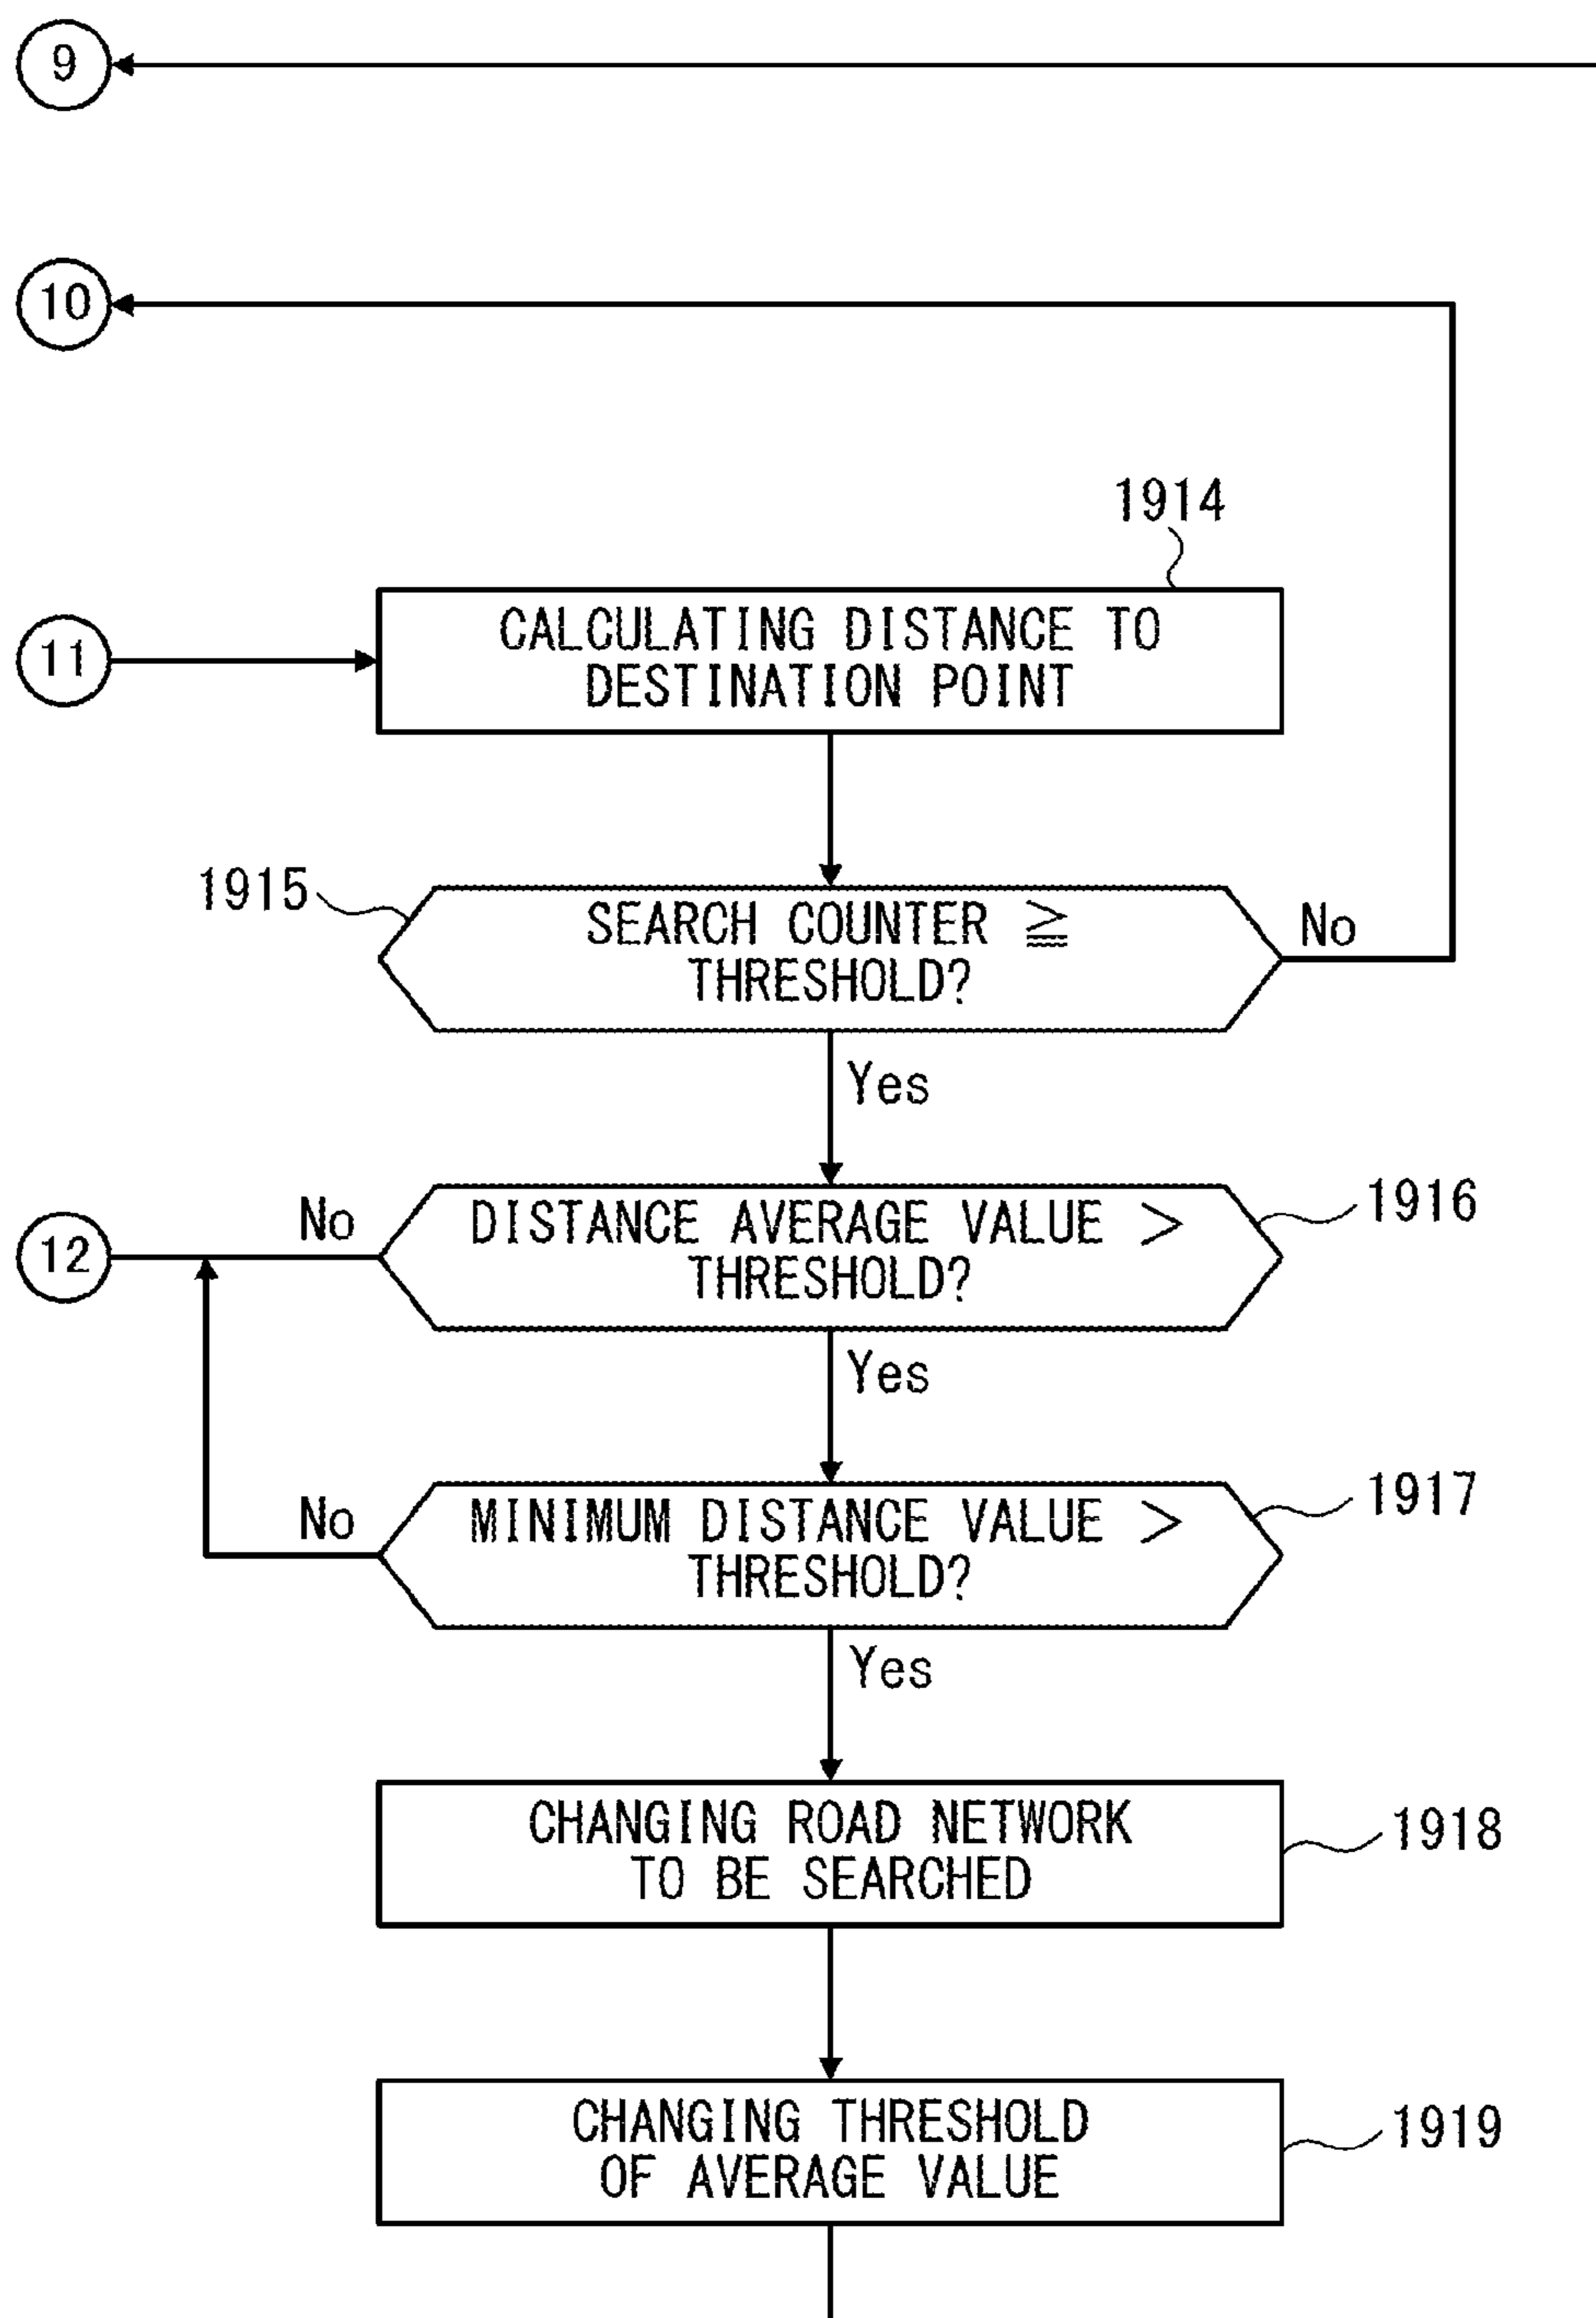 9
10
1914
11
CALCULATING DISTANCE TO
DESTINATION POINT
1915
SEARCH COUNTER ≧
THRESHOLD?
No
Yes
12
No
DISTANCE AVERAGE VALUE >
THRESHOLD?
1916
Yes
No
MINIMUM DISTANCE VALUE >
THRESHOLD?
1917
Yes
CHANGING ROAD NETWORK
TO BE SEARCHED
1918
CHANGING THRESHOLD
OF AVERAGE VALUE
1919